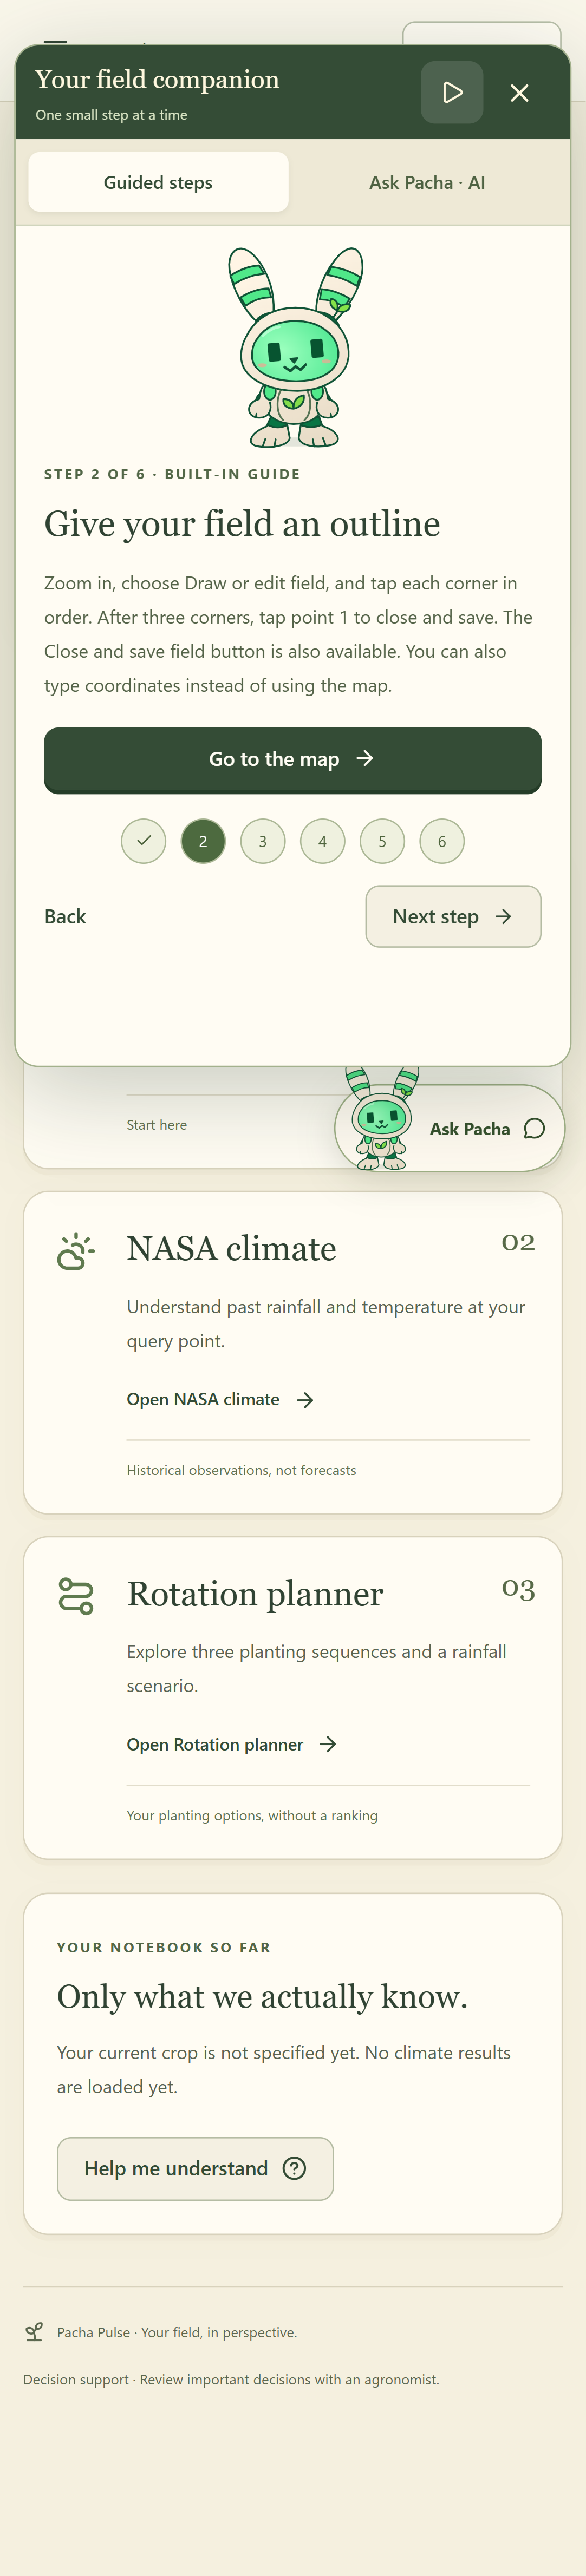 Your field companion
One small step at a time
Guided steps
Ask Pacha · AI
STEP 2 OF 6 · BUILT-IN GUIDE
Give your field an outline
Zoom in, choose Draw or edit field, and tap each corner in
order. After three corners, tap point 1 to close and save. The
Close and save field button is also available. You can also
type coordinates instead of using the map.
Go to the map
2 3 4 5 6
Back
Next step
Start here
Ask Pacha
NASA climate
02
Understand past rainfall and temperature at your
query point.
Open NASA climate
Historical observations, not forecasts
Rotation planner
03
Explore three planting sequences and a rainfall
scenario.
Open Rotation planner
Your planting options, without a ranking
YOUR NOTEBOOK SO FAR
Only what we actually know.
Your current crop is not specified yet. No climate results
are loaded yet.
Help me understand
Pacha Pulse · Your field, in perspective.
Decision support · Review important decisions with an agronomist.